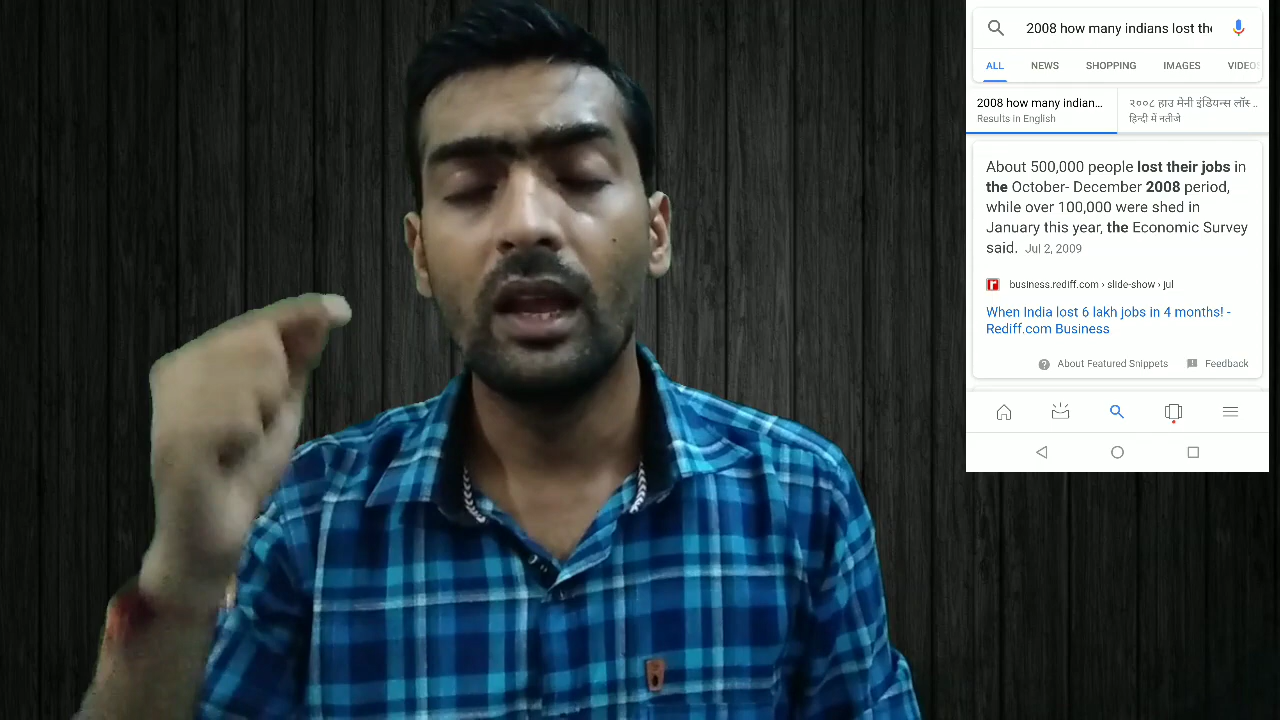 2008 how many indians lost the
ALL NEWS SHOPPING IMAGES VIDEO
2008 how many indian...
Results in English
२००८ हाउ मेनी इंडियन्स लॉस्...
हिन्दी में नतीजे
About 500,000 people lost their jobs in
the October- December 2008 period,
while over 100,000 were shed in
January this year, the Economic Survey
said. Jul 2, 2009
business.rediff.com › slide-show › jul
When India lost 6 lakh jobs in 4 months! -
Rediff.com Business
About Featured Snippets Feedback